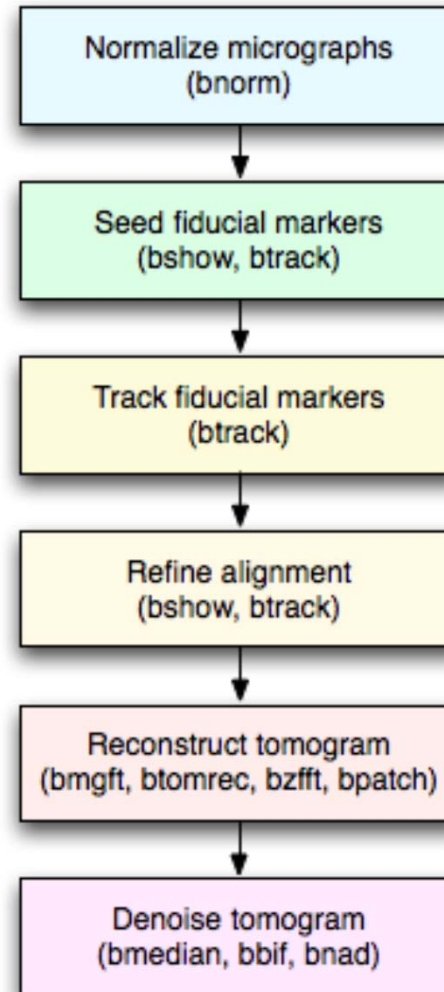 Normalize micrographs
(bnorm)
Seed fiducial markers
(bshow, btrack)
Track fiducial markers
(btrack)
Refine alignment
(bshow, btrack)
Reconstruct tomogram
(bmgft, btomrec, bzfft, bpatch)
Denoise tomogram
(bmedian, bbif, bnad)